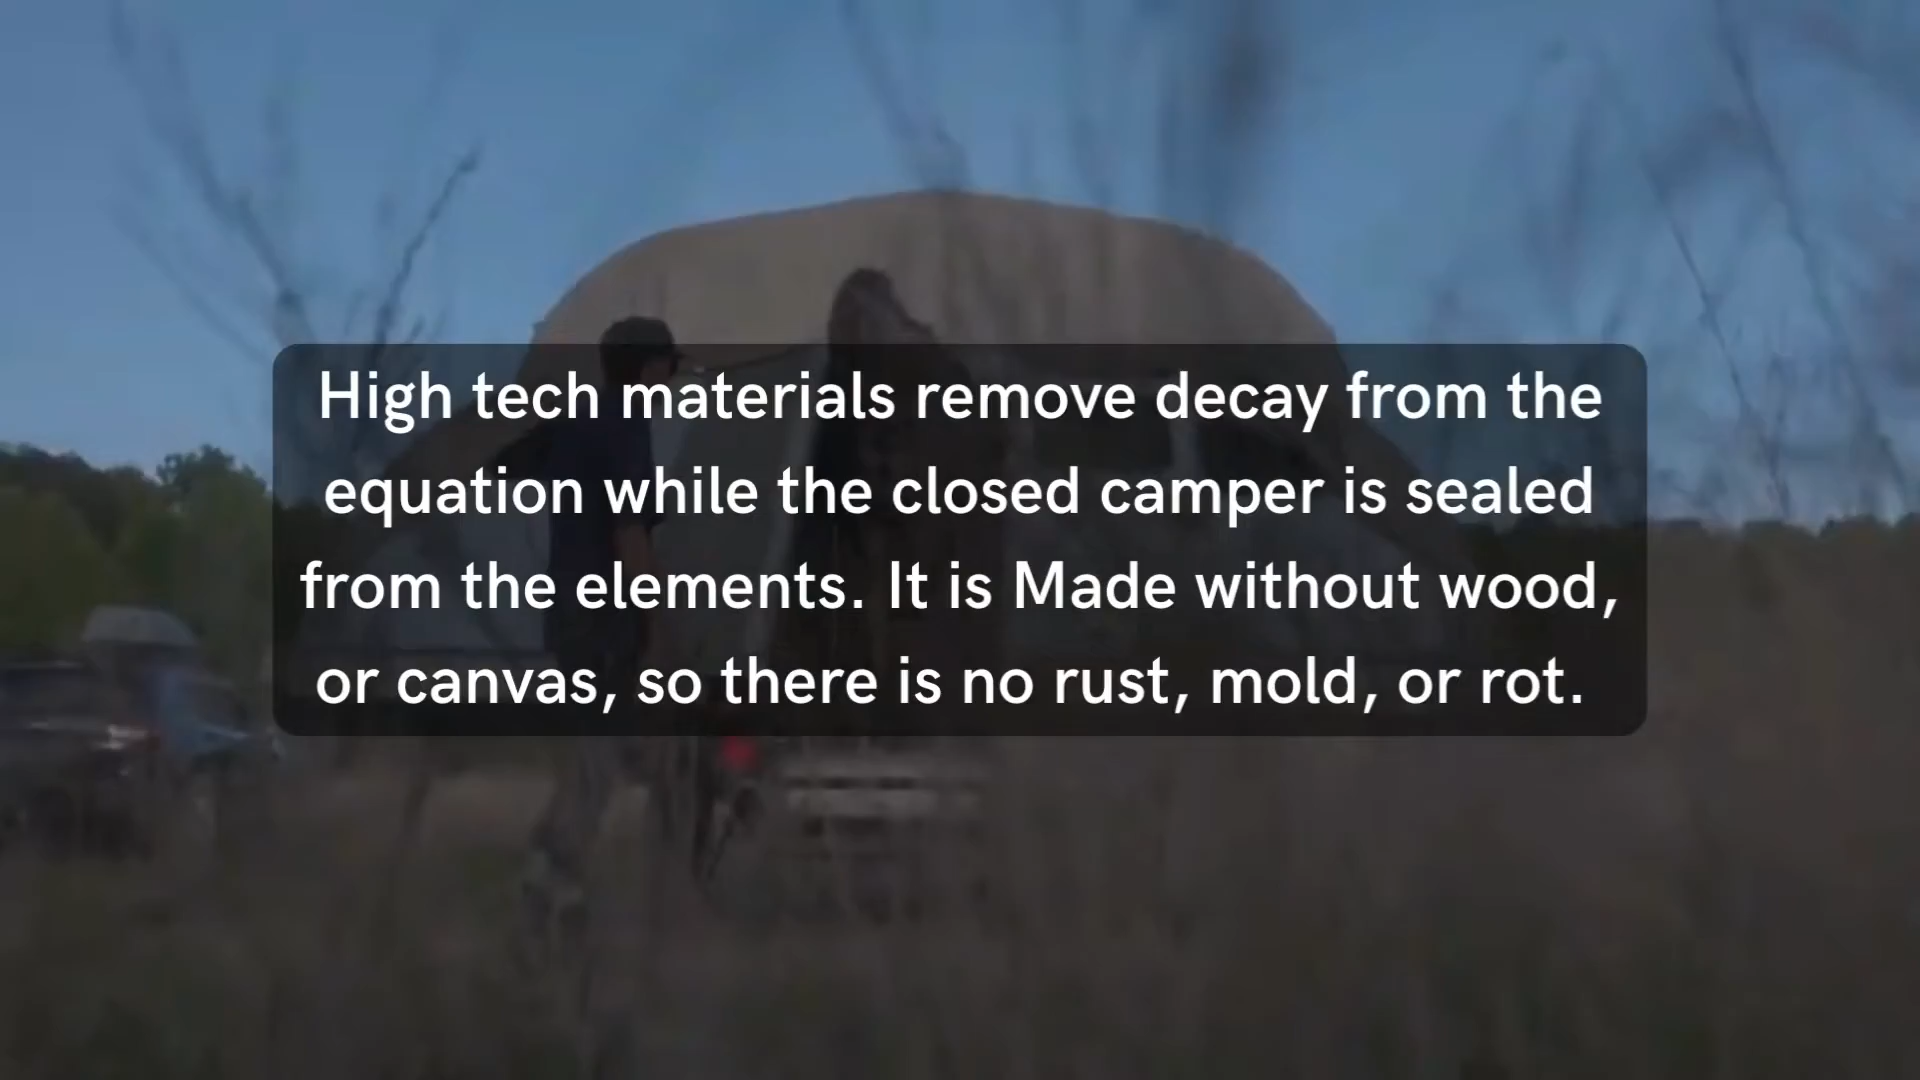 High tech materials remove decay from the
equation while the closed camper is sealed
from the elements. It is Made without wood,
or canvas, so there is no rust, mold, or rot.